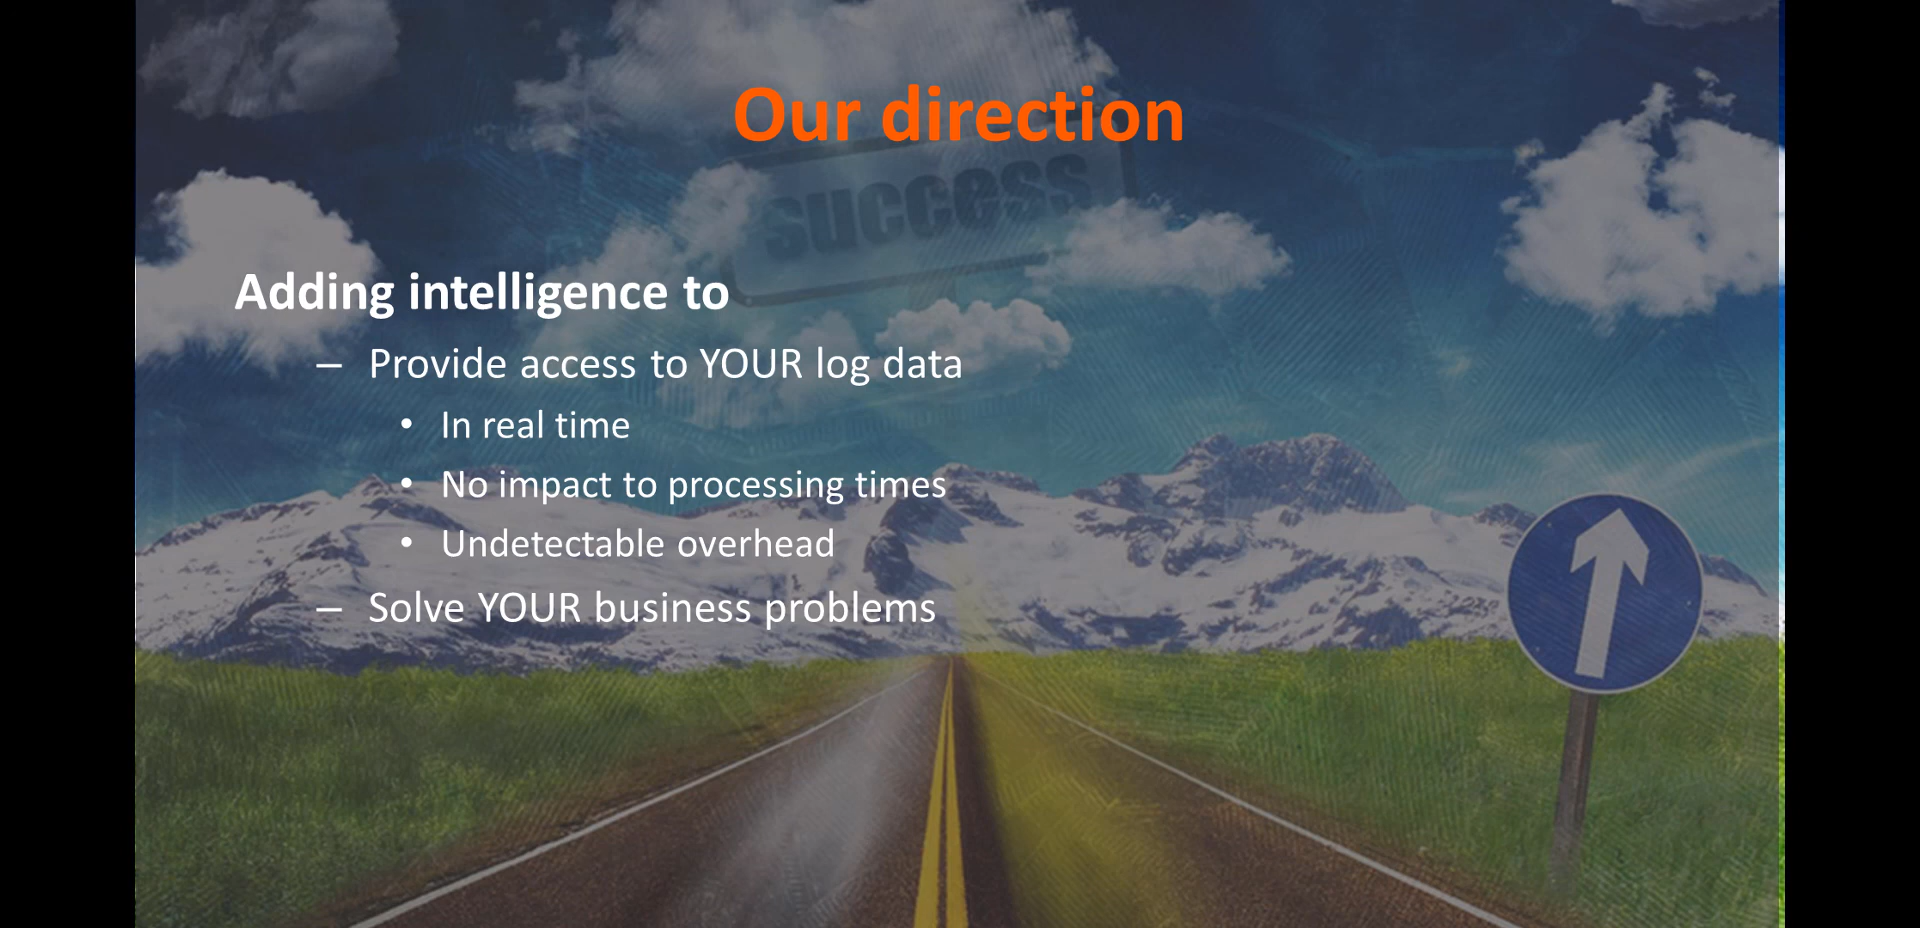 Our direction
success
Adding intelligence to
– Provide access to YOUR log data
• In real time
• No impact to processing times
• Undetectable overhead
– Solve YOUR business problems